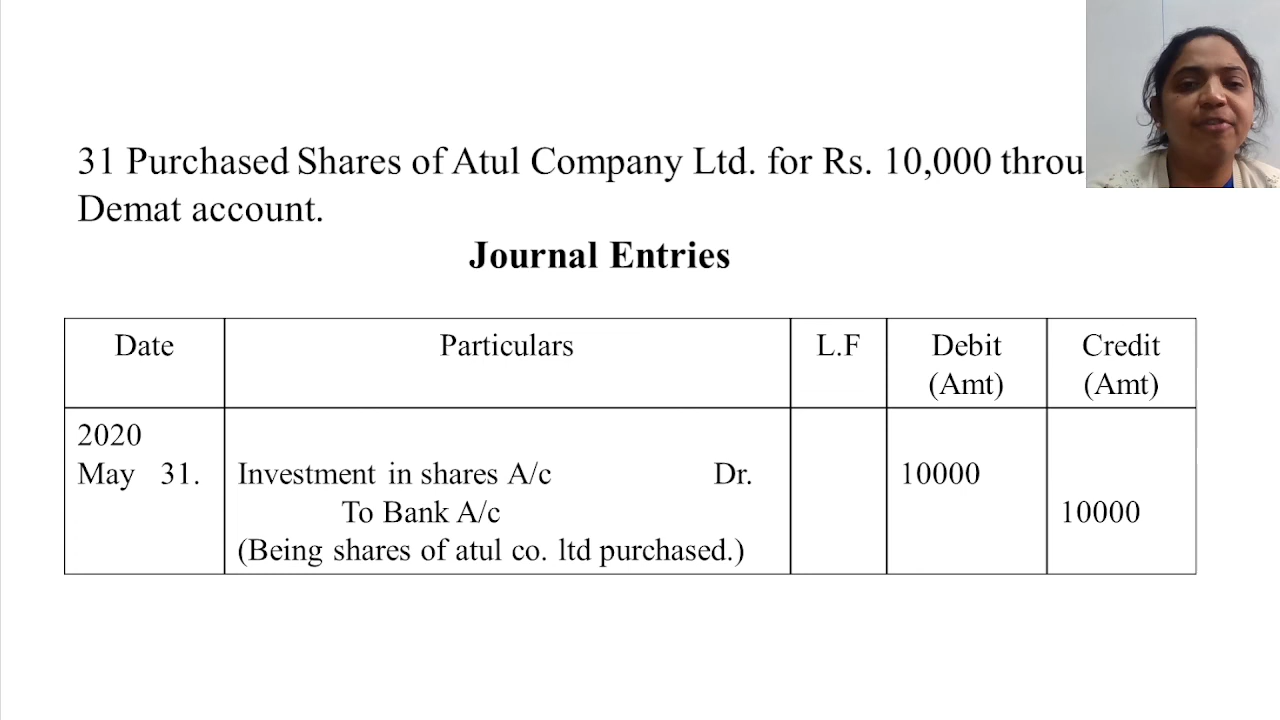 31 Purchased Shares of Atul Company Ltd. for Rs. 10,000 throu
Demat account.
Journal Entries
Date Particulars L.F Debit (Amt) Credit (Amt)
2020
May 31. Investment in shares A/c Dr. 10000
To Bank A/c 10000
(Being shares of atul co. ltd purchased.)